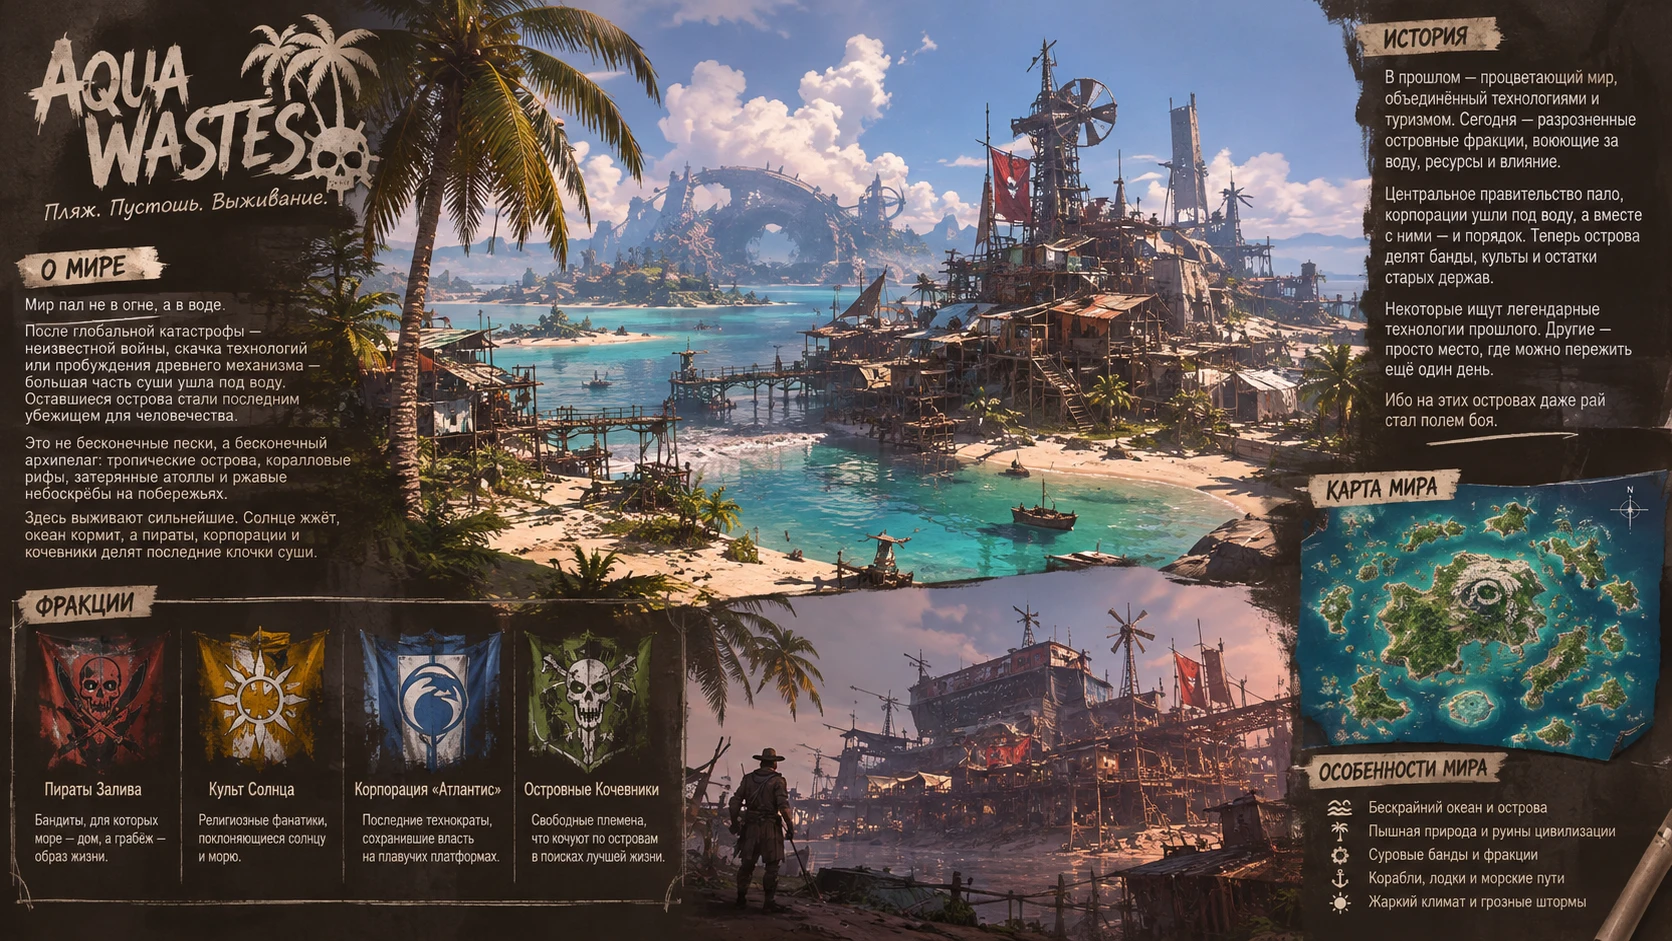 AQUA
WASTES
Пляж. Пустошь. Выживание.
О МИРЕ
Мир пал не в огне, а в воде.
После глобальной катастрофы —
неизвестной войны, скачка технологий
или пробуждения древнего механизма —
большая часть суши ушла под воду.
Оставшиеся острова стали последним
убежищем для человечества.
Это не бесконечные пески, а бесконечный
архипелаг: тропические острова, коралловые
рифы, затерянные атоллы и ржавые
небоскрёбы на побережьях.
Здесь выживают сильнейшие. Солнце жжёт,
океан кормит, а пираты, корпорации и
кочевники делят последние клочки суши.
ФРАКЦИИ
Пираты Залива
Бандиты, для которых
море — дом, а грабёж —
образ жизни.
Культ Солнца
Религиозные фанатики,
поклоняющиеся солнцу
и морю.
Корпорация «Атлантис»
Последние технократы,
сохранившие власть
на плавучих платформах.
Островные Кочевники
Свободные племена,
что кочуют по островам
в поисках лучшей жизни.
ИСТОРИЯ
В прошлом — процветающий мир,
объединённый технологиями и
туризмом. Сегодня — разрозненные
островные фракции, воюющие за
воду, ресурсы и влияние.
Центральное правительство пало,
корпорации ушли под воду, а вместе
с ними — и порядок. Теперь острова
делят банды, культы и остатки
старых держав.
Некоторые ищут легендарные
технологии прошлого. Другие —
просто место, где можно пережить
ещё один день.
Ибо на этих островах даже рай
стал полем боя.
КАРТА МИРА
N
ОСОБЕННОСТИ МИРА
Бескрайний океан и острова
Пышная природа и руины цивилизации
Суровые банды и фракции
Корабли, лодки и морские пути
Жаркий климат и грозные штормы